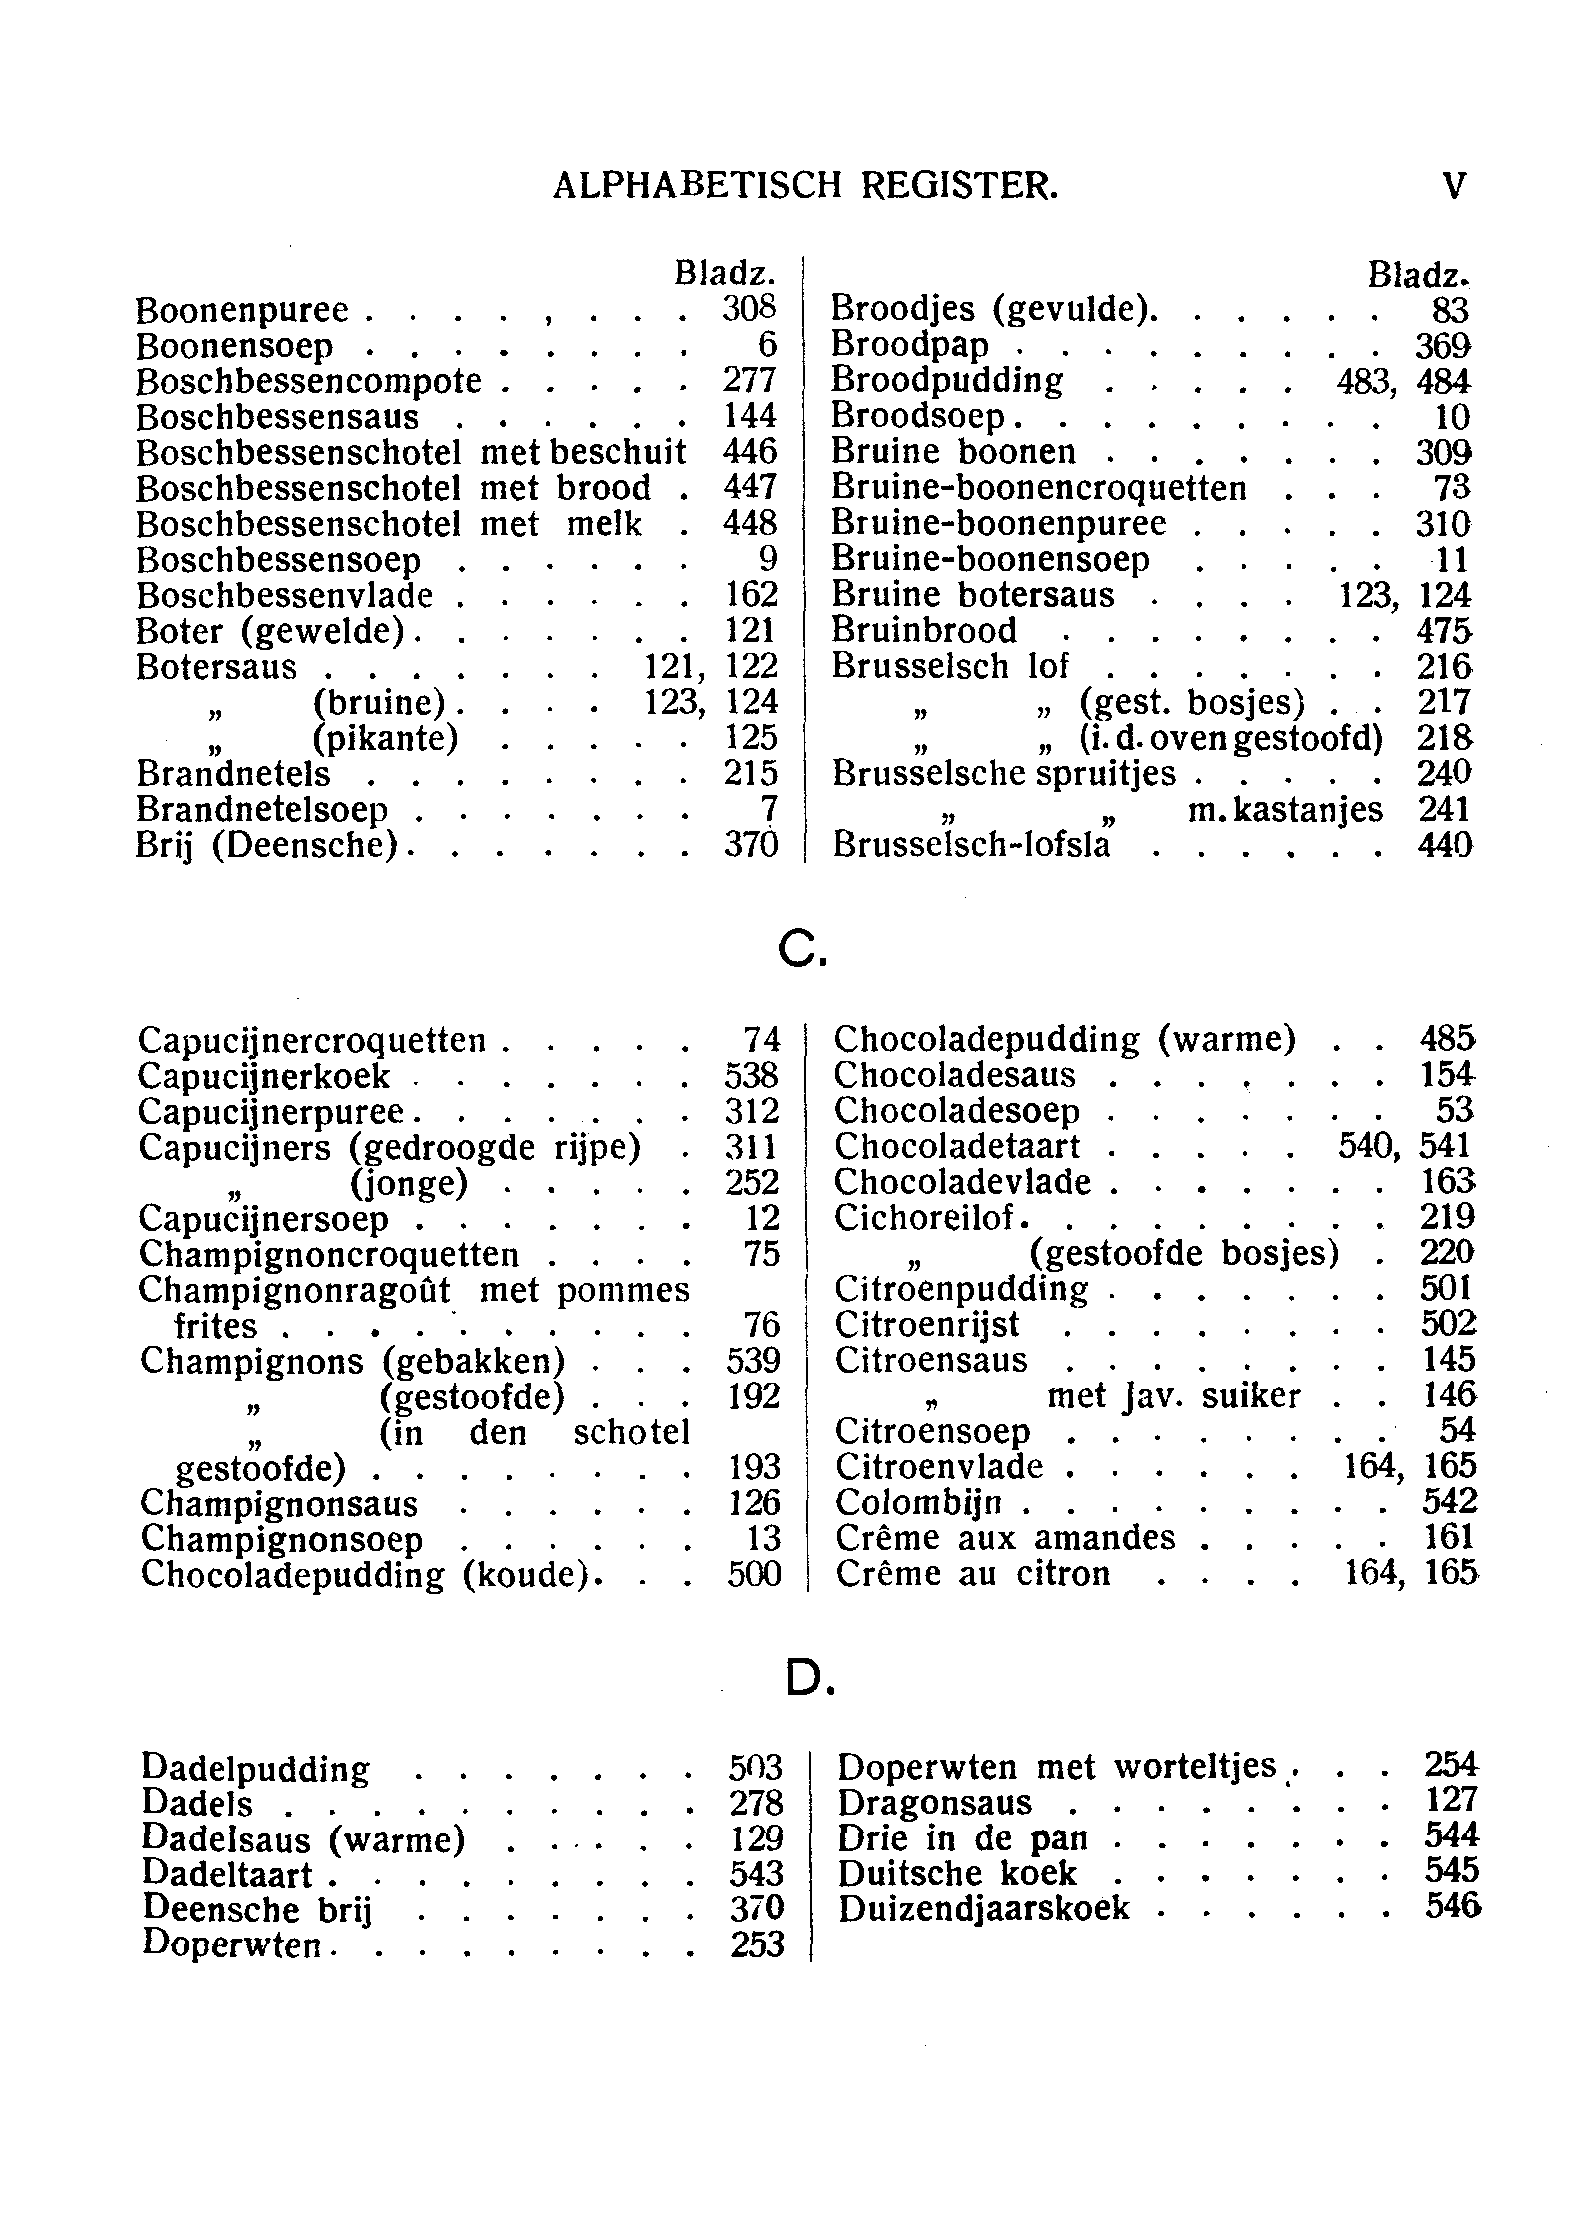 ALPHABETISCH REGISTER. V
Bladz.
Boonenpuree . . . . , . . . 308
Boonensoep . . . . . . . . 6
Boschbessencompote . . . . . 277
Boschbessensaus . . . . . . 144
Boschbessenschotel met beschuit 446
Boschbessenschotel met brood . 447
Boschbessenschotel met melk . 448
Boschbessensoep . . . . . . 9
Boschbessenvlade . . . . . . 162
Boter (gewelde) . . . . . . . 121
Botersaus . . . . . . . 121, 122
„ (bruine) . . . . 123, 124
„ (pikante) . . . . . 125
Brandnetels . . . . . . . . 215
Brandnetelsoep . . . . . . . 7
Brij (Deensche) . . . . . . . 370
Bladz.
Broodjes (gevulde) . . . . . . 83
Broodpap . . . . . . . . . 369
Broodpudding . . . . . 483, 484
Broodsoep . . . . . . . . . 10
Bruine boonen . . . . . . . 309
Bruine-boonencroquetten . . . 73
Bruine-boonenpuree . . . . . 310
Bruine-boonensoep . . . . . 11
Bruine botersaus . . . . 123, 124
Bruinbrood . . . . . . . . 475
Brusselsch lof . . . . . . . 216
„ „ (gest. bosjes) . . 217
„ „ (i. d. oven gestoofd) 218
Brusselsche spruitjes . . . . . 240
„ „ m. kastanjes 241
Brusselsch-lofsla . . . . . . 440
C.
Capucijnercroquetten . . . . . 74
Capucijnerkoek . . . . . . . 538
Capucijnerpuree . . . . . . . 312
Capucijners (gedroogde rijpe) . 311
„ (jonge) . . . . . 252
Capucijnersoep . . . . . . . 12
Champignoncroquetten . . . . 75
Champignonragoût met pommes
frites . . . . . . . . . . 76
Champignons (gebakken) . . . 539
„ (gestoofde) . . . 192
„ (in den schotel
gestoofde) . . . . . . . . 193
Champignonsaus . . . . . . 126
Champignonsoep . . . . . . 13
Chocoladepudding (koude) . . . 500
Chocoladepudding (warme) . . 485
Chocoladesaus . . . . . . . 154
Chocoladesoep . . . . . . . 53
Chocoladetaart . . . . . 540, 541
Chocoladevlade . . . . . . . 163
Cichoreilof . . . . . . . . . 219
„ (gestoofde bosjes) . 220
Citroenpudding . . . . . . . 501
Citroenrijst . . . . . . . . 502
Citroensaus . . . . . . . . 145
„ met Jav. suiker . . 146
Citroensoep . . . . . . . . 54
Citroenvlade . . . . . . 164, 165
Colombijn . . . . . . . . . 542
Crême aux amandes . . . . . 161
Crême au citron . . . . 164, 165
D.
Dadelpudding . . . . . . . 503
Dadels . . . . . . . . . . 278
Dadelsaus (warme) . . . . . 129
Dadeltaart . . . . . . . . . 543
Deensche brij . . . . . . . 370
Doperwten . . . . . . . . . 253
Doperwten met worteltjes . . . 254
Dragonsaus . . . . . . . . 127
Drie in de pan . . . . . . . 544
Duitsche koek . . . . . . . 545
Duizendjaarskoek . . . . . . 546